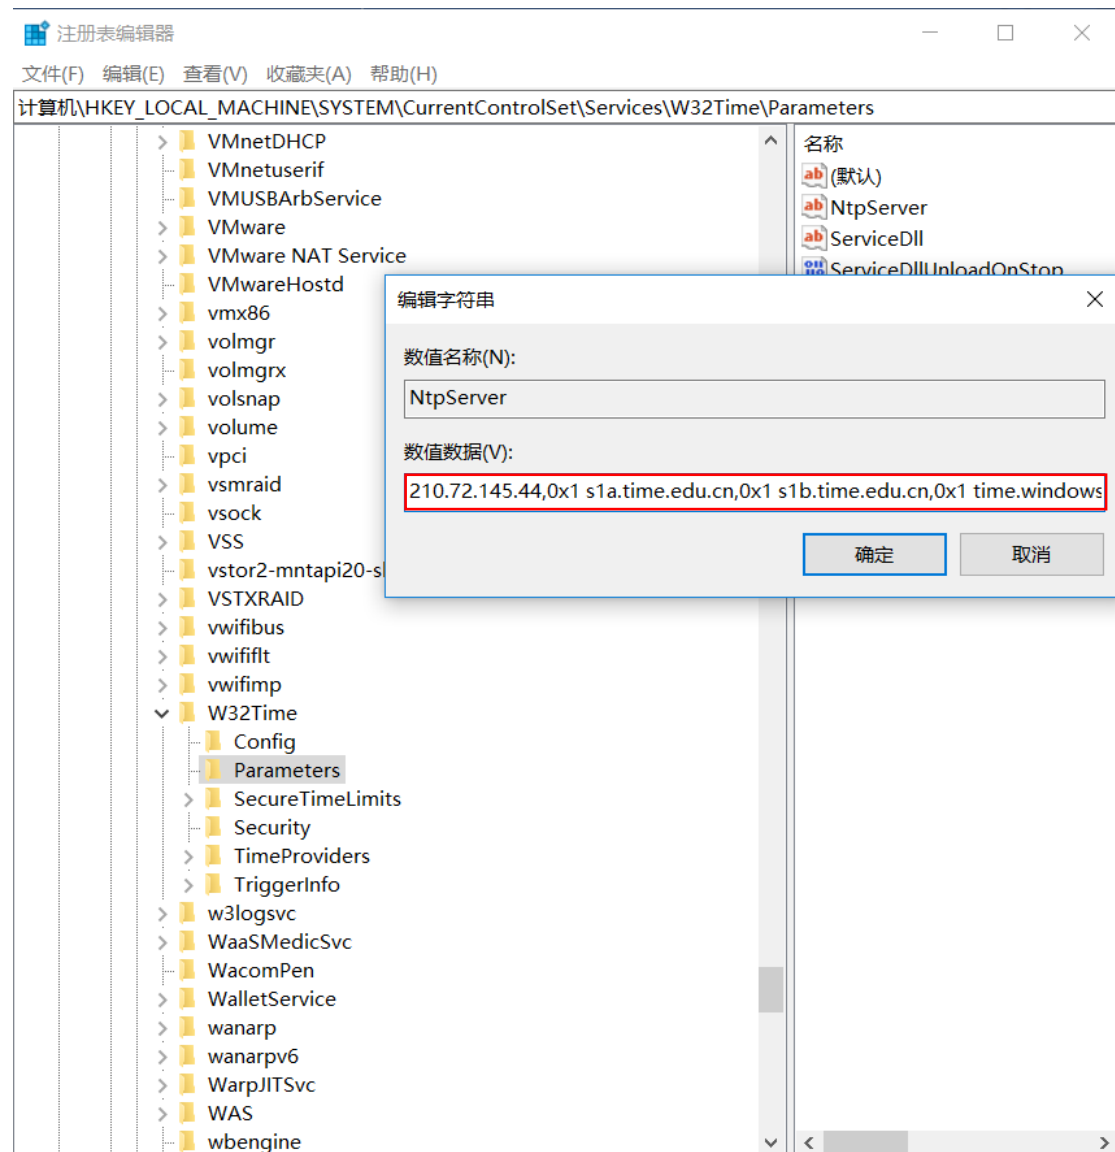 注册表编辑器
文件(F) 编辑(E) 查看(V) 收藏夹(A) 帮助(H)
计算机\HKEY_LOCAL_MACHINE\SYSTEM\CurrentControlSet\Services\W32Time\Parameters
VMnetDHCP
VMnetuserif
VMUSBArbService
VMware
VMware NAT Service
VMwareHostd
vmx86
volmgr
volmgrx
volsnap
volume
vpci
vsmraid
vsock
VSS
vstor2-mntapi20-s
VSTXRAID
vwifibus
vwififlt
vwifimp
W32Time
Config
Parameters
SecureTimeLimits
Security
TimeProviders
TriggerInfo
w3logsvc
WaaSMedicSvc
WacomPen
WalletService
wanarp
wanarpv6
WarpJITSvc
WAS
wbengine
名称
(默认)
NtpServer
ServiceDll
ServiceDllUnloadOnStop
编辑字符串
数值名称(N):
NtpServer
数值数据(V):
210.72.145.44,0x1 s1a.time.edu.cn,0x1 s1b.time.edu.cn,0x1 time.windows
确定 取消